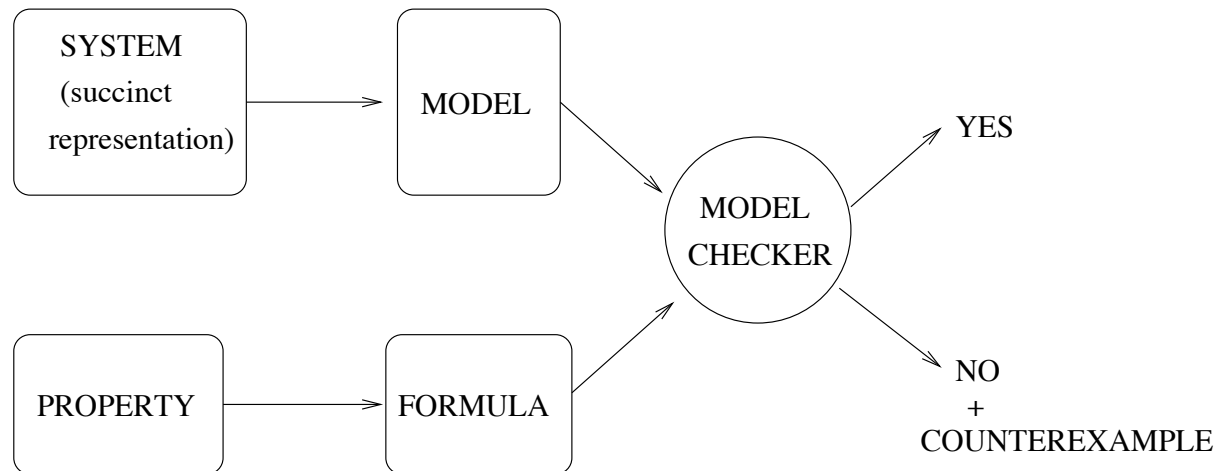 SYSTEM
(succinct
representation)
MODEL
YES
MODEL
CHECKER
PROPERTY
FORMULA
NO
+
COUNTEREXAMPLE